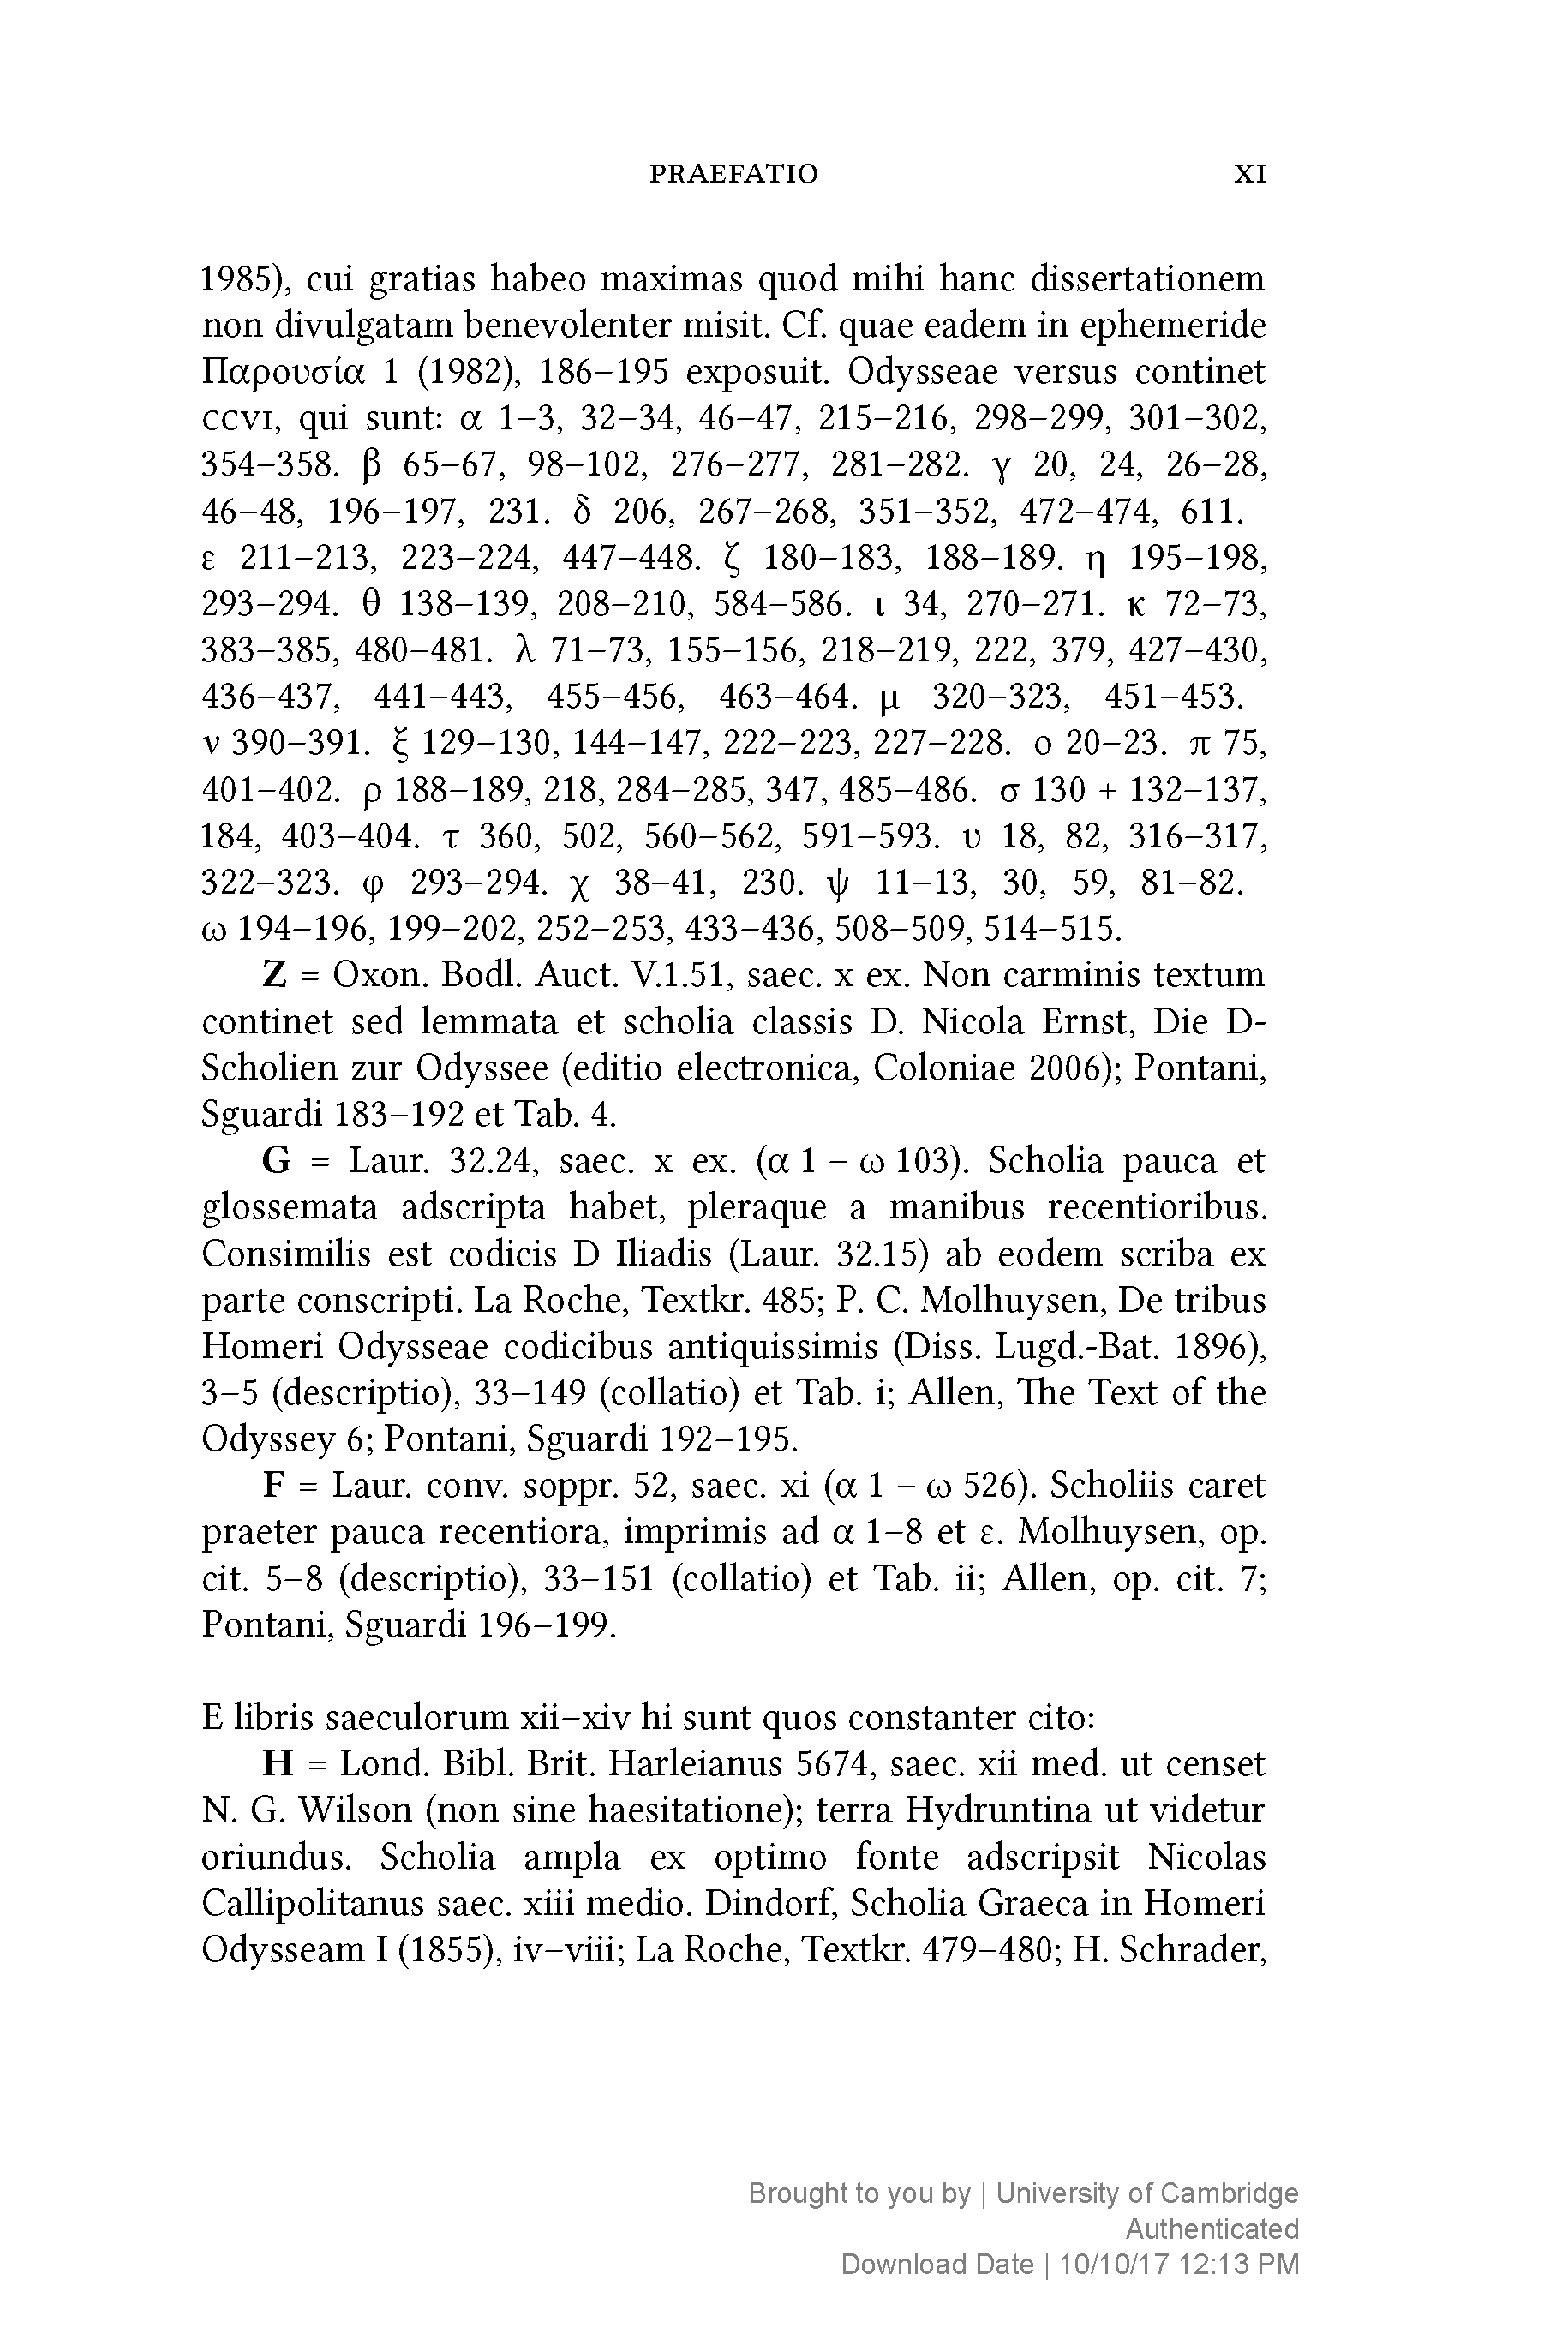 PRAEFATIO XI
1985), cui gratias habeo maximas quod mihi hanc dissertationem
non divulgatam benevolenter misit. Cf. quae eadem in ephemeride
Παρουσία 1 (1982), 186–195 exposuit. Odysseae versus continet
CCVI, qui sunt: α 1–3, 32–34, 46–47, 215–216, 298–299, 301–302,
354–358. β 65–67, 98–102, 276–277, 281–282. γ 20, 24, 26–28,
46–48, 196–197, 231. δ 206, 267–268, 351–352, 472–474, 611.
ε 211–213, 223–224, 447–448. ζ 180–183, 188–189. η 195–198,
293–294. θ 138–139, 208–210, 584–586. ι 34, 270–271. κ 72–73,
383–385, 480–481. λ 71–73, 155–156, 218–219, 222, 379, 427–430,
436–437, 441–443, 455–456, 463–464. μ 320–323, 451–453.
ν 390–391. ξ 129–130, 144–147, 222–223, 227–228. ο 20–23. π 75,
401–402. ρ 188–189, 218, 284–285, 347, 485–486. σ 130 + 132–137,
184, 403–404. τ 360, 502, 560–562, 591–593. υ 18, 82, 316–317,
322–323. φ 293–294. χ 38–41, 230. ψ 11–13, 30, 59, 81–82.
ω 194–196, 199–202, 252–253, 433–436, 508–509, 514–515.
Z = Oxon. Bodl. Auct. V.1.51, saec. x ex. Non carminis textum
continet sed lemmata et scholia classis D. Nicola Ernst, Die D-
Scholien zur Odyssee (editio electronica, Coloniae 2006); Pontani,
Sguardi 183–192 et Tab. 4.
G = Laur. 32.24, saec. x ex. (α 1 – ω 103). Scholia pauca et
glossemata adscripta habet, pleraque a manibus recentioribus.
Consimilis est codicis D Iliadis (Laur. 32.15) ab eodem scriba ex
parte conscripti. La Roche, Textkr. 485; P. C. Molhuysen, De tribus
Homeri Odysseae codicibus antiquissimis (Diss. Lugd.-Bat. 1896),
3–5 (descriptio), 33–149 (collatio) et Tab. i; Allen, The Text of the
Odyssey 6; Pontani, Sguardi 192–195.
F = Laur. conv. soppr. 52, saec. xi (α 1 – ω 526). Scholiis caret
praeter pauca recentiora, imprimis ad α 1–8 et ε. Molhuysen, op.
cit. 5–8 (descriptio), 33–151 (collatio) et Tab. ii; Allen, op. cit. 7;
Pontani, Sguardi 196–199.
E libris saeculorum xii–xiv hi sunt quos constanter cito:
H = Lond. Bibl. Brit. Harleianus 5674, saec. xii med. ut censet
N. G. Wilson (non sine haesitatione); terra Hydruntina ut videtur
oriundus. Scholia ampla ex optimo fonte adscripsit Nicolas
Callipolitanus saec. xiii medio. Dindorf, Scholia Graeca in Homeri
Odysseam I (1855), iv–viii; La Roche, Textkr. 479–480; H. Schrader,
Brought to you by | University of Cambridge
Authenticated
Download Date | 10/10/17 12:13 PM